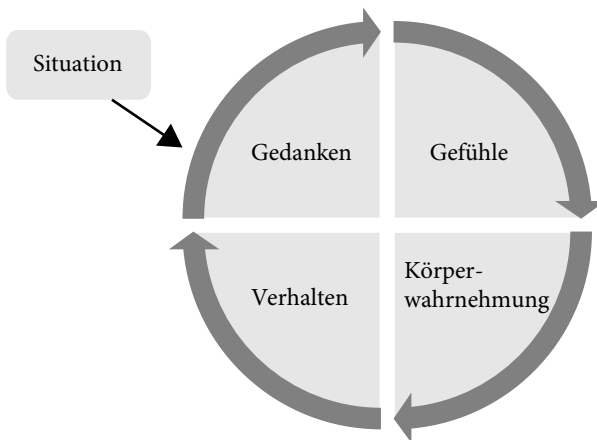 Situation
Gedanken
Gefühle
Verhalten
Körper-
wahrnehmung